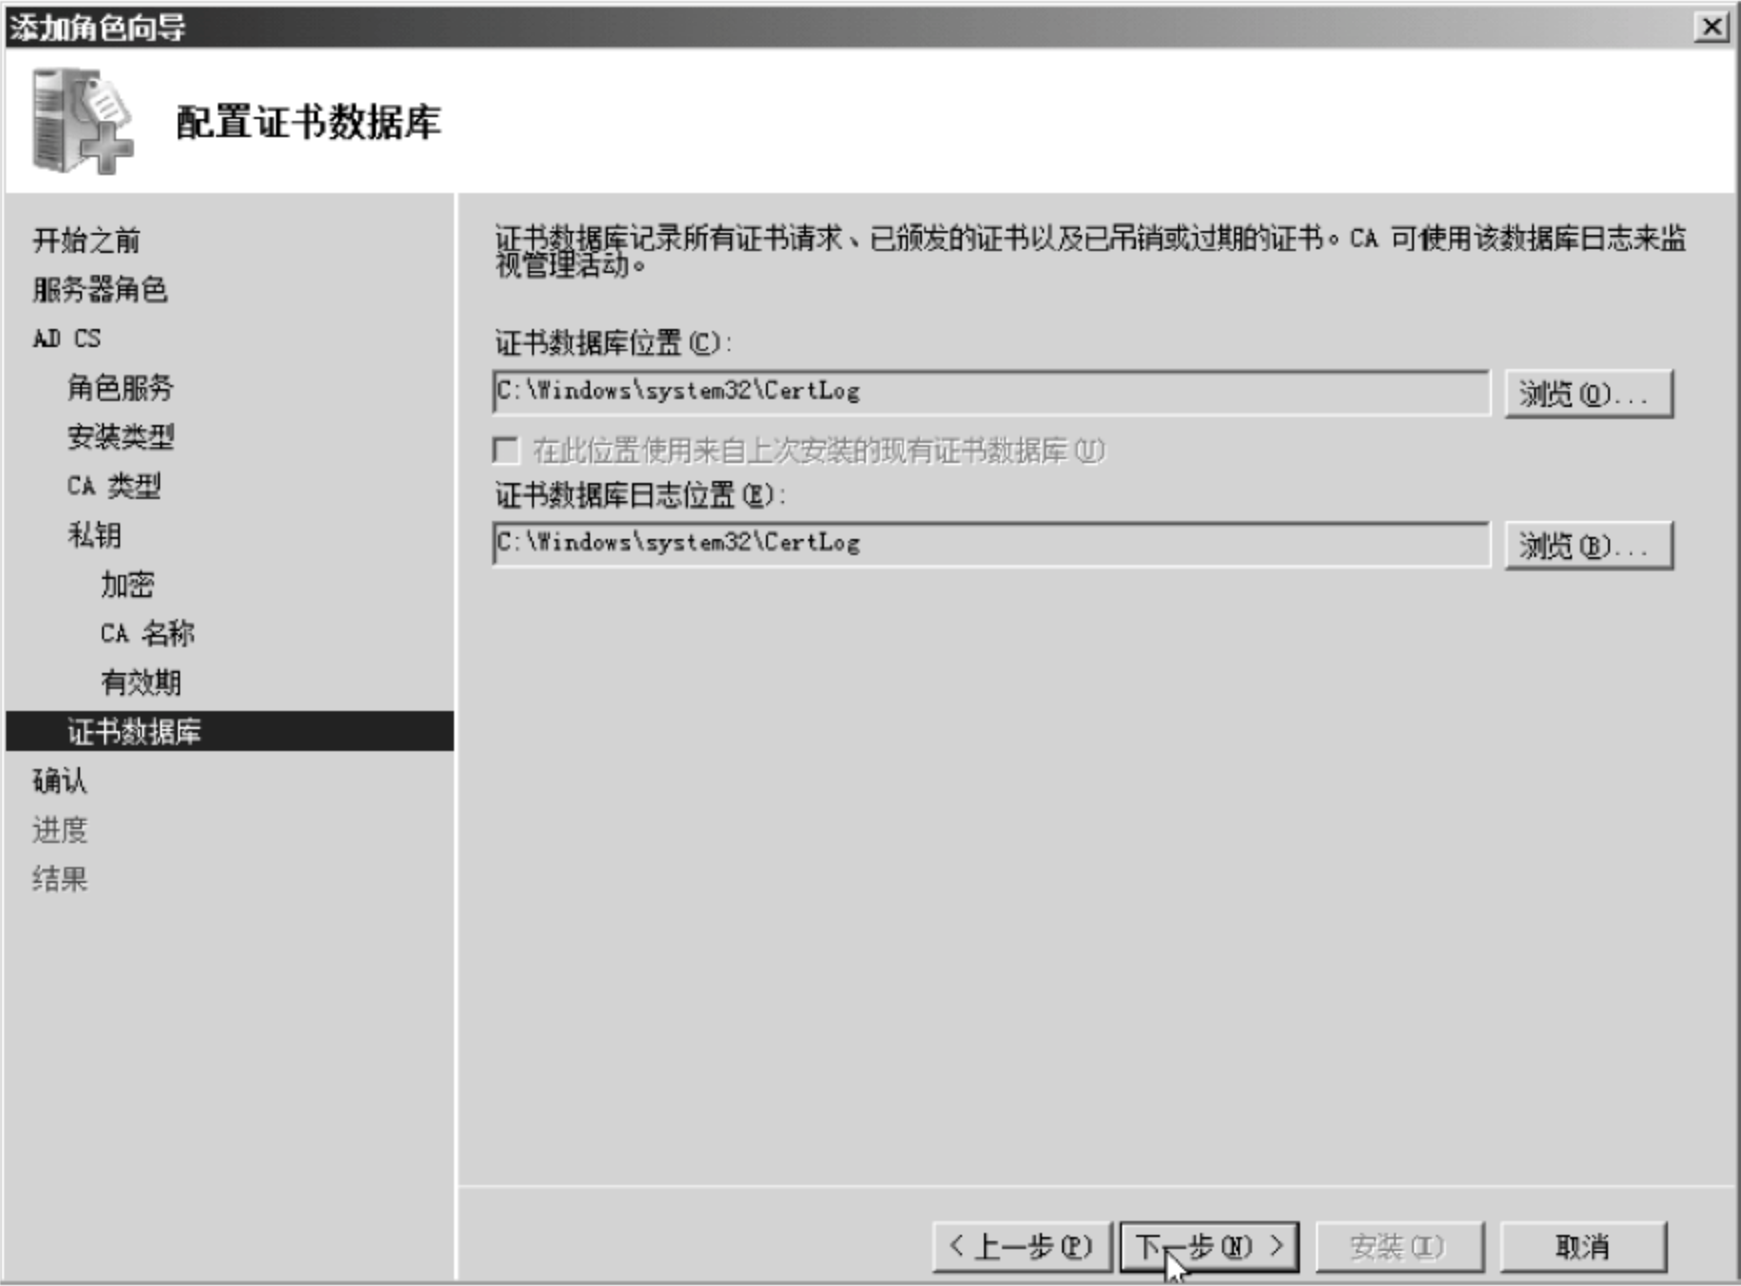 添加角色向导
配置证书数据库
开始之前
服务器角色
AD CS
角色服务
安装类型
CA 类型
私钥
加密
CA 名称
有效期
证书数据库
确认
进度
结果
证书数据库记录所有证书请求、已颁发的证书以及已吊销或过期的证书。CA 可使用该数据库日志来监
视管理活动。
证书数据库位置(C):
C:\Windows\system32\CertLog
浏览(O)...
在此位置使用来自上次安装的现有证书数据库(U)
证书数据库日志位置(E):
C:\Windows\system32\CertLog
浏览(B)...
< 上一步(P)
下一步(N) >
安装(I)
取消